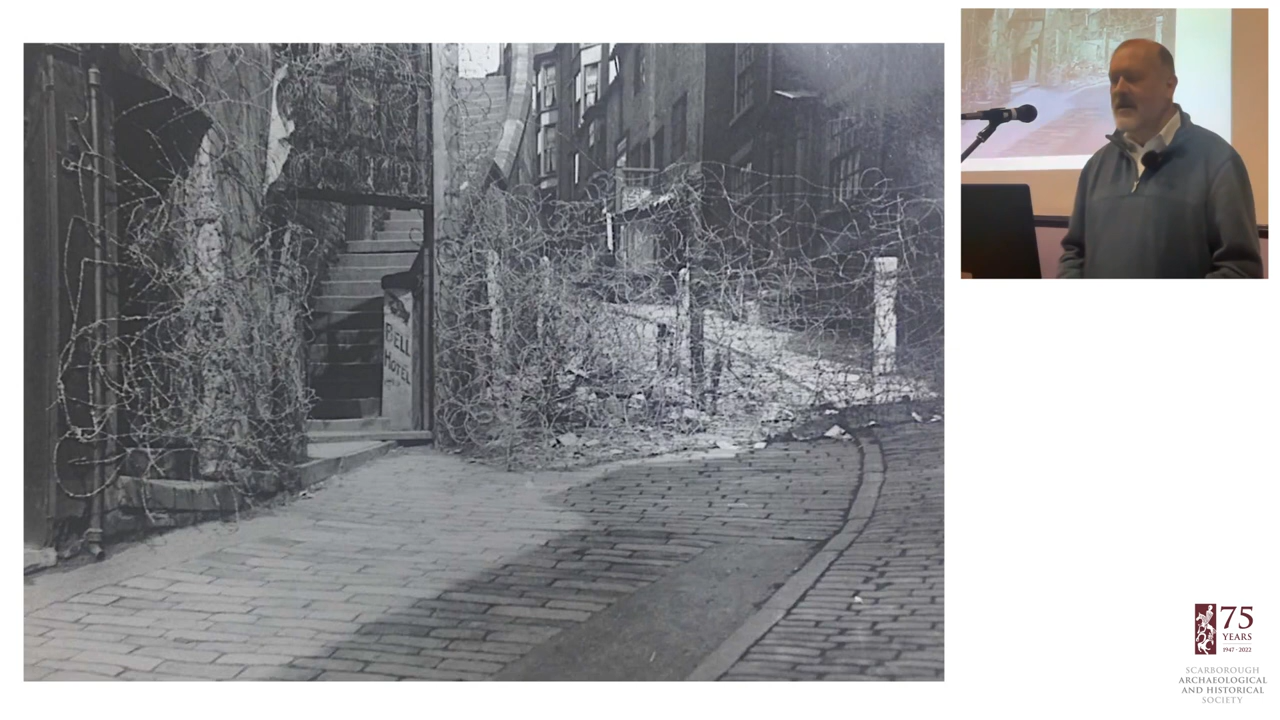 BELL
HOTEL
75
YEARS
1947 - 2022
SCARBOROUGH
ARCHAEOLOGICAL
AND HISTORICAL
SOCIETY